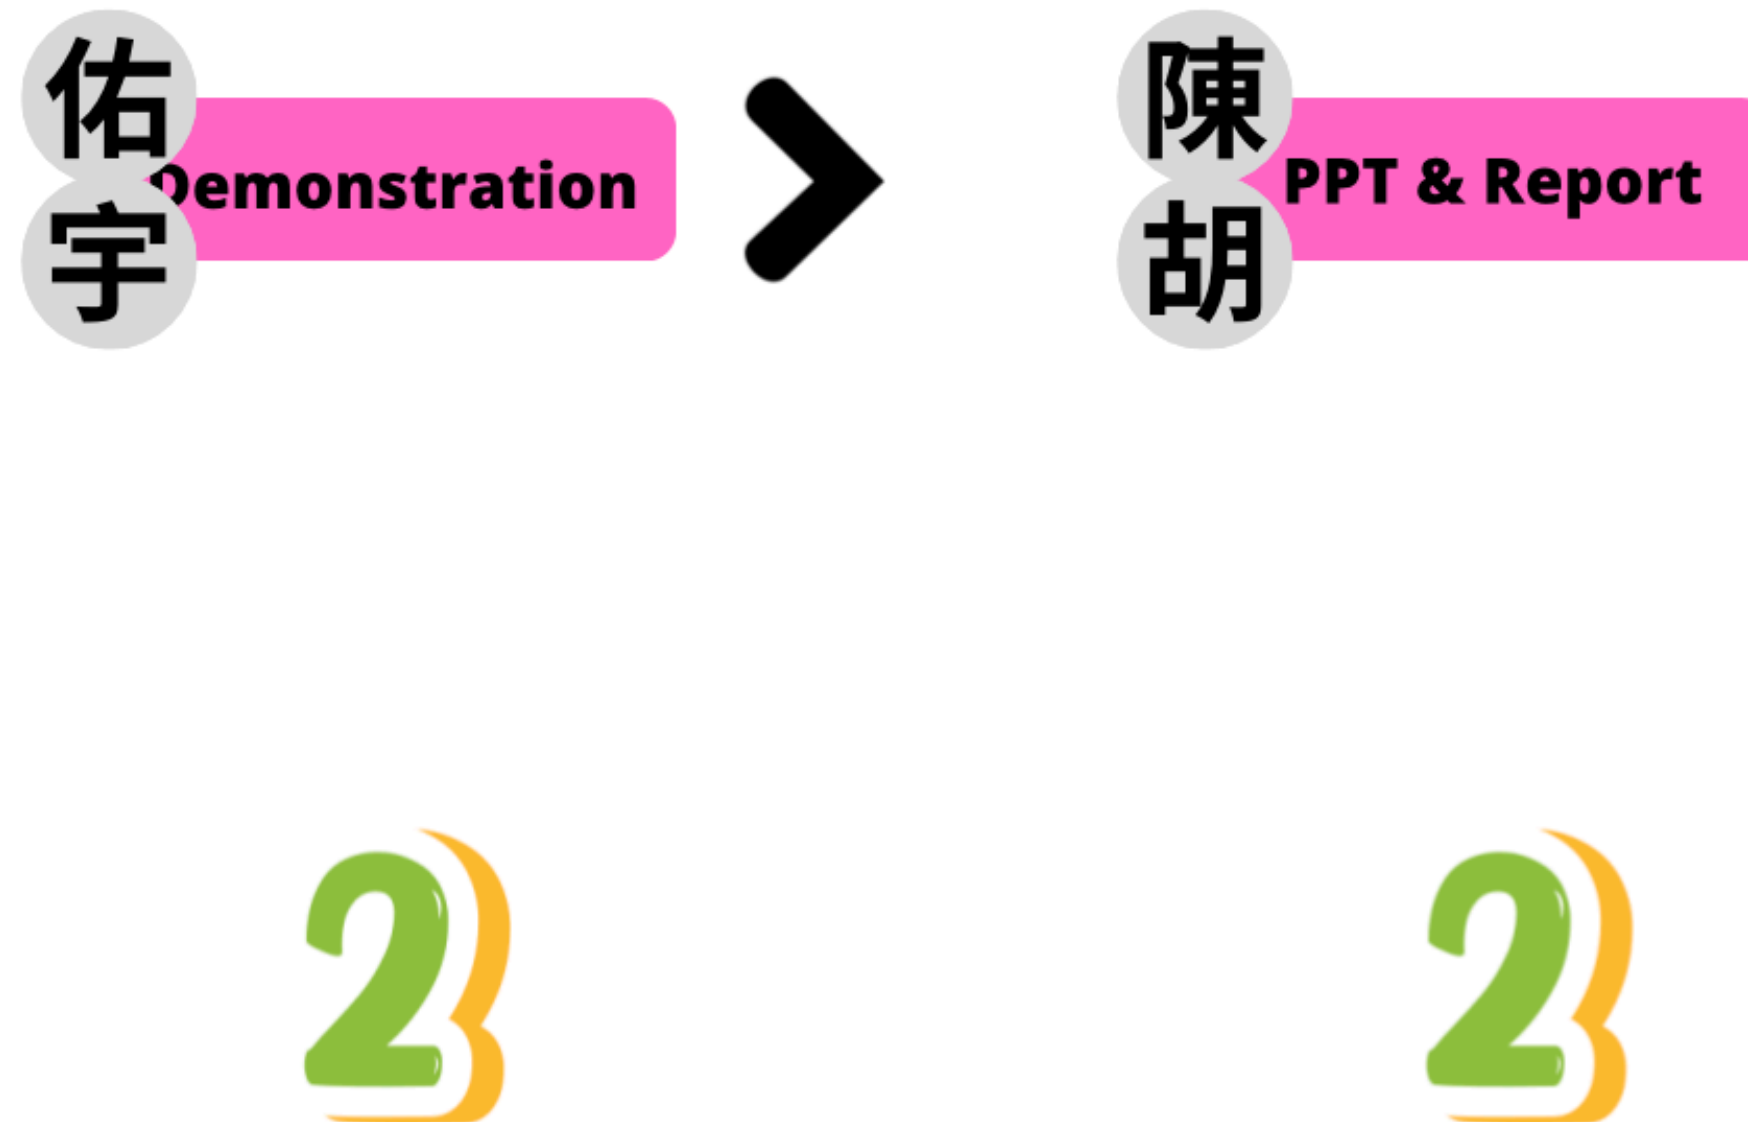 佑
宇
Demonstration
陳
胡
PPT & Report
2
2